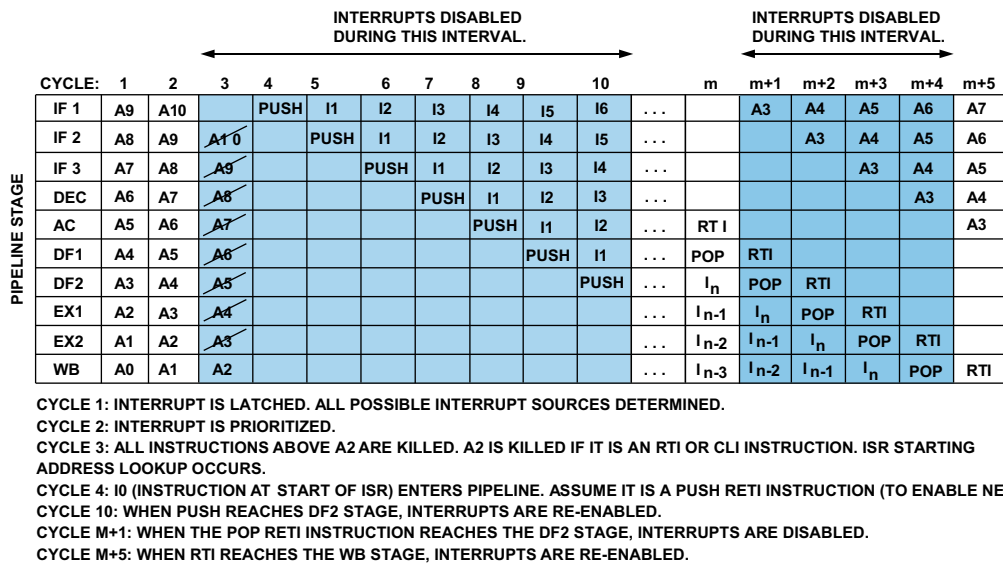 INTERRUPTS DISABLED DURING THIS INTERVAL.
INTERRUPTS DISABLED DURING THIS INTERVAL.
CYCLE: 1 2 3 4 5 6 7 8 9 10 m m+1 m+2 m+3 m+4 m+5
PIPELINE STAGE
IF 1 A9 A10 PUSH I1 I2 I3 I4 I5 I6 . . . A3 A4 A5 A6 A7
IF 2 A8 A9 A1 0 PUSH I1 I2 I3 I4 I5 . . . A3 A4 A5 A6
IF 3 A7 A8 A9 PUSH I1 I2 I3 I4 . . . A3 A4 A5
DEC A6 A7 A8 PUSH I1 I2 I3 . . . A3 A4
AC A5 A6 A7 PUSH I1 I2 . . . RT I A3
DF1 A4 A5 A6 PUSH I1 . . . POP RTI
DF2 A3 A4 A5 PUSH . . . In POP RTI
EX1 A2 A3 A4 . . . In-1 In POP RTI
EX2 A1 A2 A3 . . . In-2 In-1 In POP RTI
WB A0 A1 A2 . . . In-3 In-2 In-1 In POP RTI
CYCLE 1: INTERRUPT IS LATCHED. ALL POSSIBLE INTERRUPT SOURCES DETERMINED.
CYCLE 2: INTERRUPT IS PRIORITIZED.
CYCLE 3: ALL INSTRUCTIONS ABOVE A2 ARE KILLED. A2 IS KILLED IF IT IS AN RTI OR CLI INSTRUCTION. ISR STARTING
ADDRESS LOOKUP OCCURS.
CYCLE 4: I0 (INSTRUCTION AT START OF ISR) ENTERS PIPELINE. ASSUME IT IS A PUSH RETI INSTRUCTION (TO ENABLE NE
CYCLE 10: WHEN PUSH REACHES DF2 STAGE, INTERRUPTS ARE RE-ENABLED.
CYCLE M+1: WHEN THE POP RETI INSTRUCTION REACHES THE DF2 STAGE, INTERRUPTS ARE DISABLED.
CYCLE M+5: WHEN RTI REACHES THE WB STAGE, INTERRUPTS ARE RE-ENABLED.